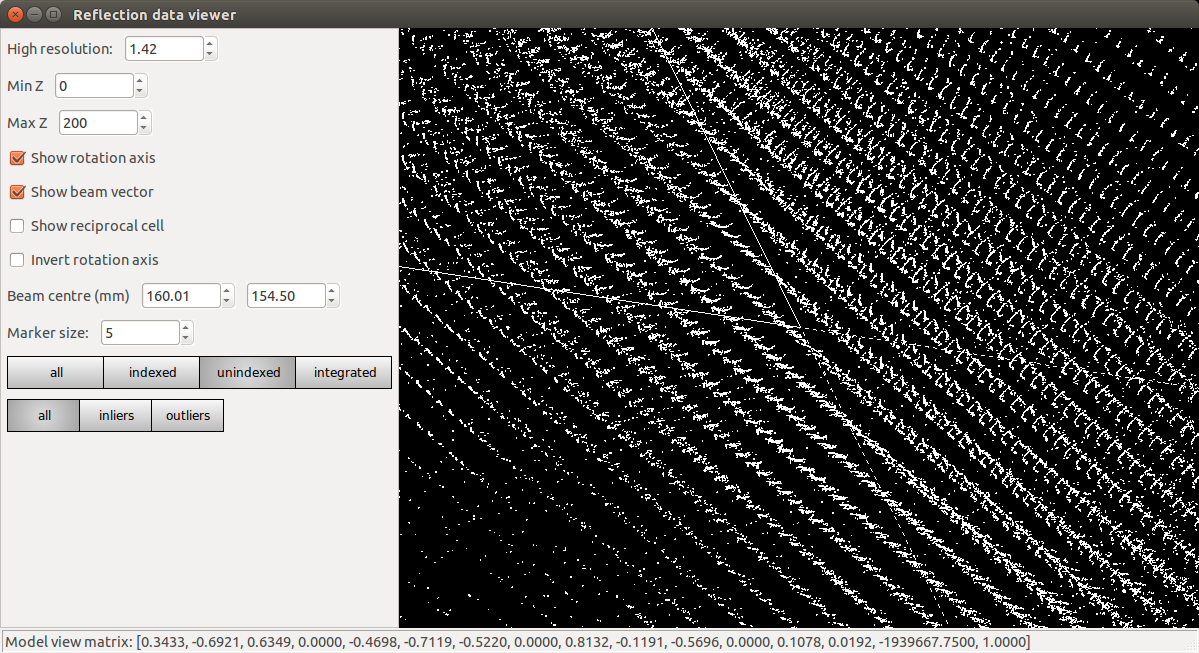 Reflection data viewer
High resolution: 1.42
Min Z 0
Max Z 200
Show rotation axis
Show beam vector
Show reciprocal cell
Invert rotation axis
Beam centre (mm) 160.01 154.50
Marker size: 5
all indexed unindexed integrated
all inliers outliers
Model view matrix: [0.3433, -0.6921, 0.6349, 0.0000, -0.4698, -0.7119, -0.5220, 0.0000, 0.8132, -0.1191, -0.5696, 0.0000, 0.1078, 0.0192, -1939667.7500, 1.0000]